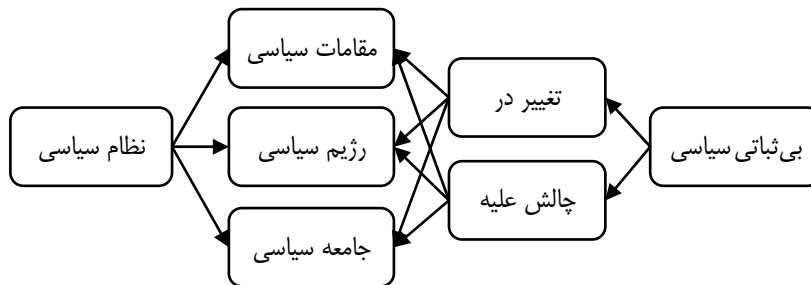 مقامات سیاسی
تغییر در
بی‌ثباتی سیاسی
رژیم سیاسی
نظام سیاسی
چالش علیه
جامعه سیاسی